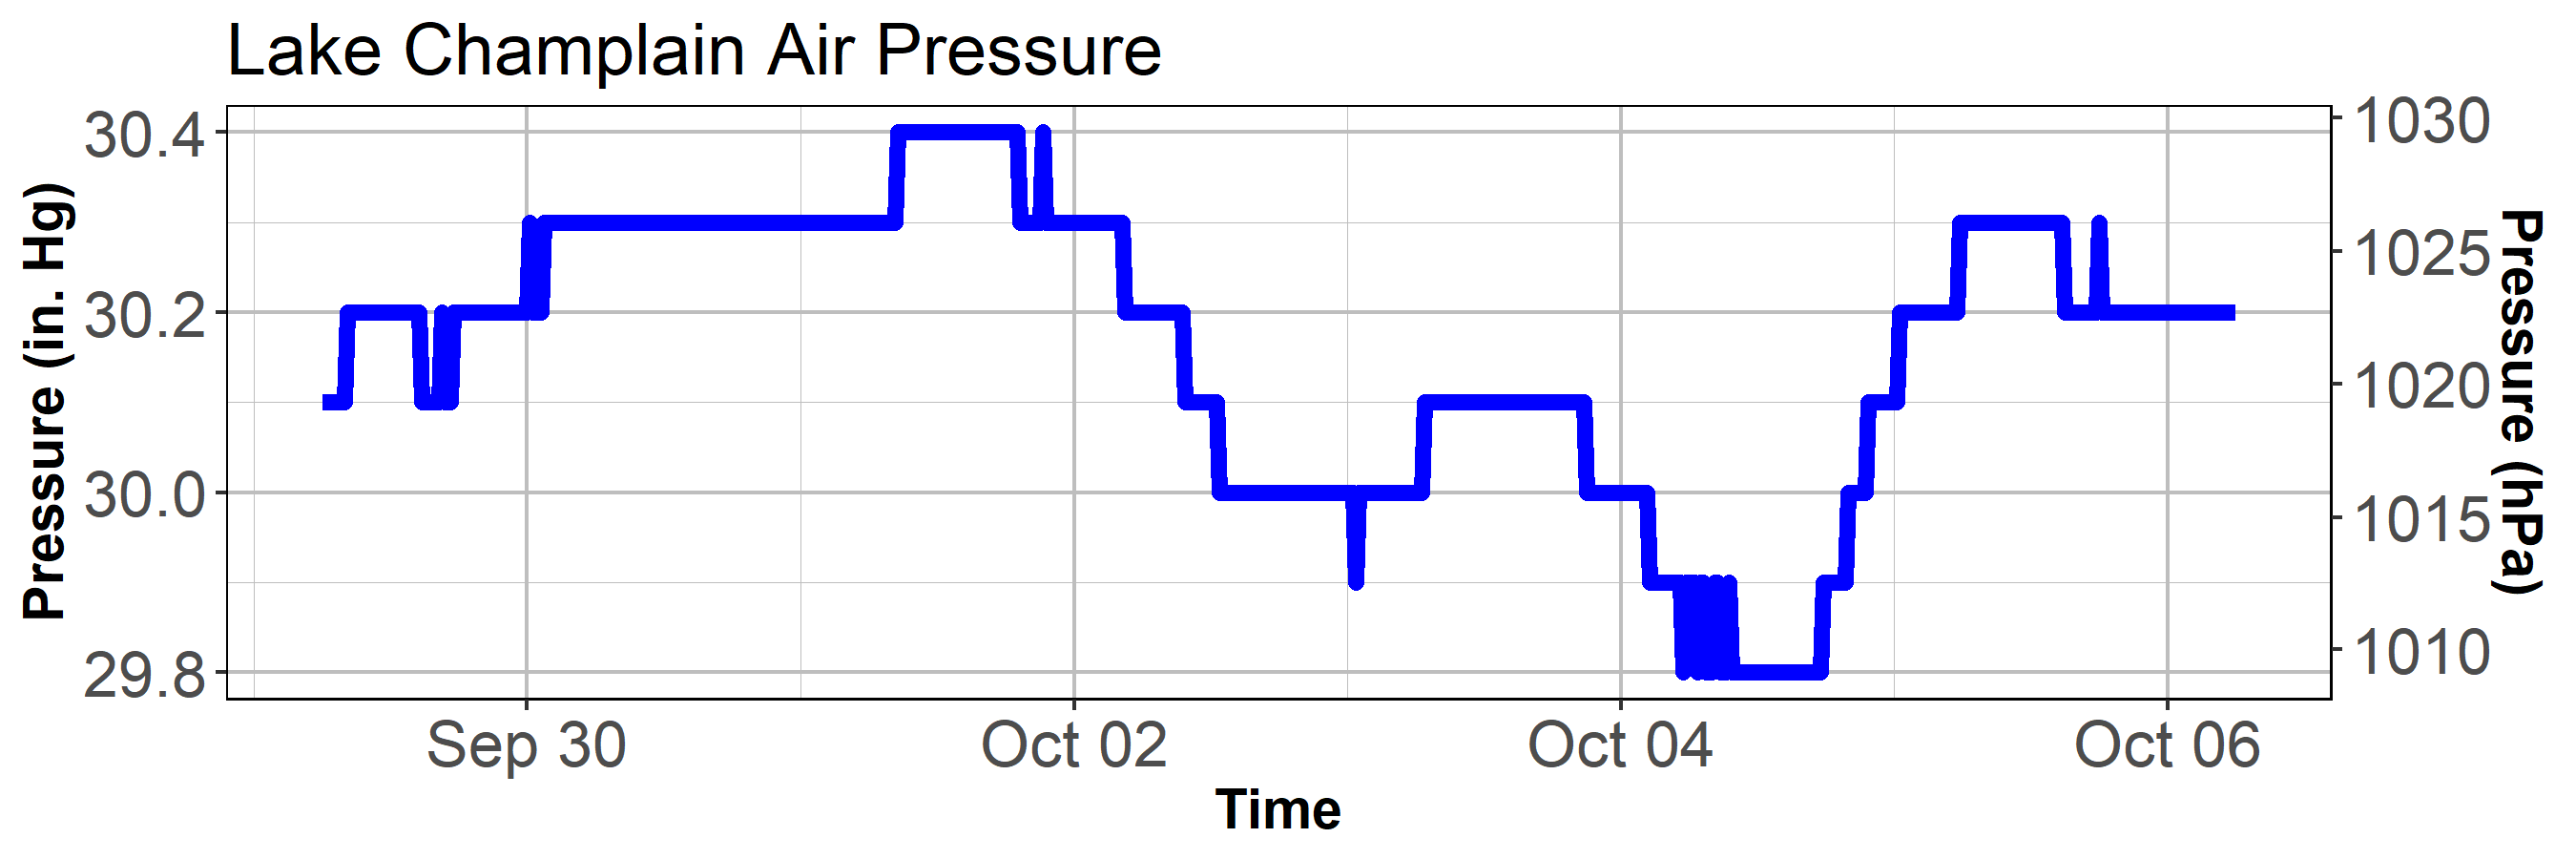 Lake Champlain Air Pressure
Pressure (in. Hg)
30.4
30.2
30.0
29.8
1030
1025
1020
1015
1010
Pressure (hPa)
Sep 30
Oct 02
Oct 04
Oct 06
Time